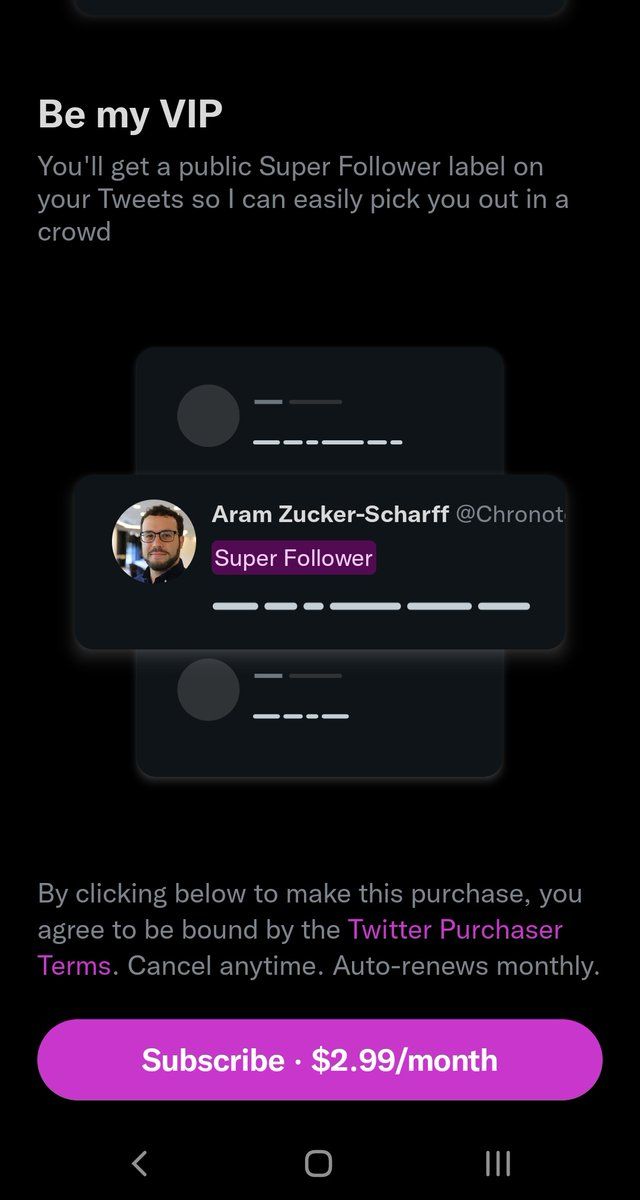 Be my VIP
You'll get a public Super Follower label on
your Tweets so I can easily pick you out in a
crowd
Aram Zucker-Scharff @Chronot
Super Follower
By clicking below to make this purchase, you
agree to be bound by the Twitter Purchaser
Terms. Cancel anytime. Auto-renews monthly.
Subscribe · $2.99/month